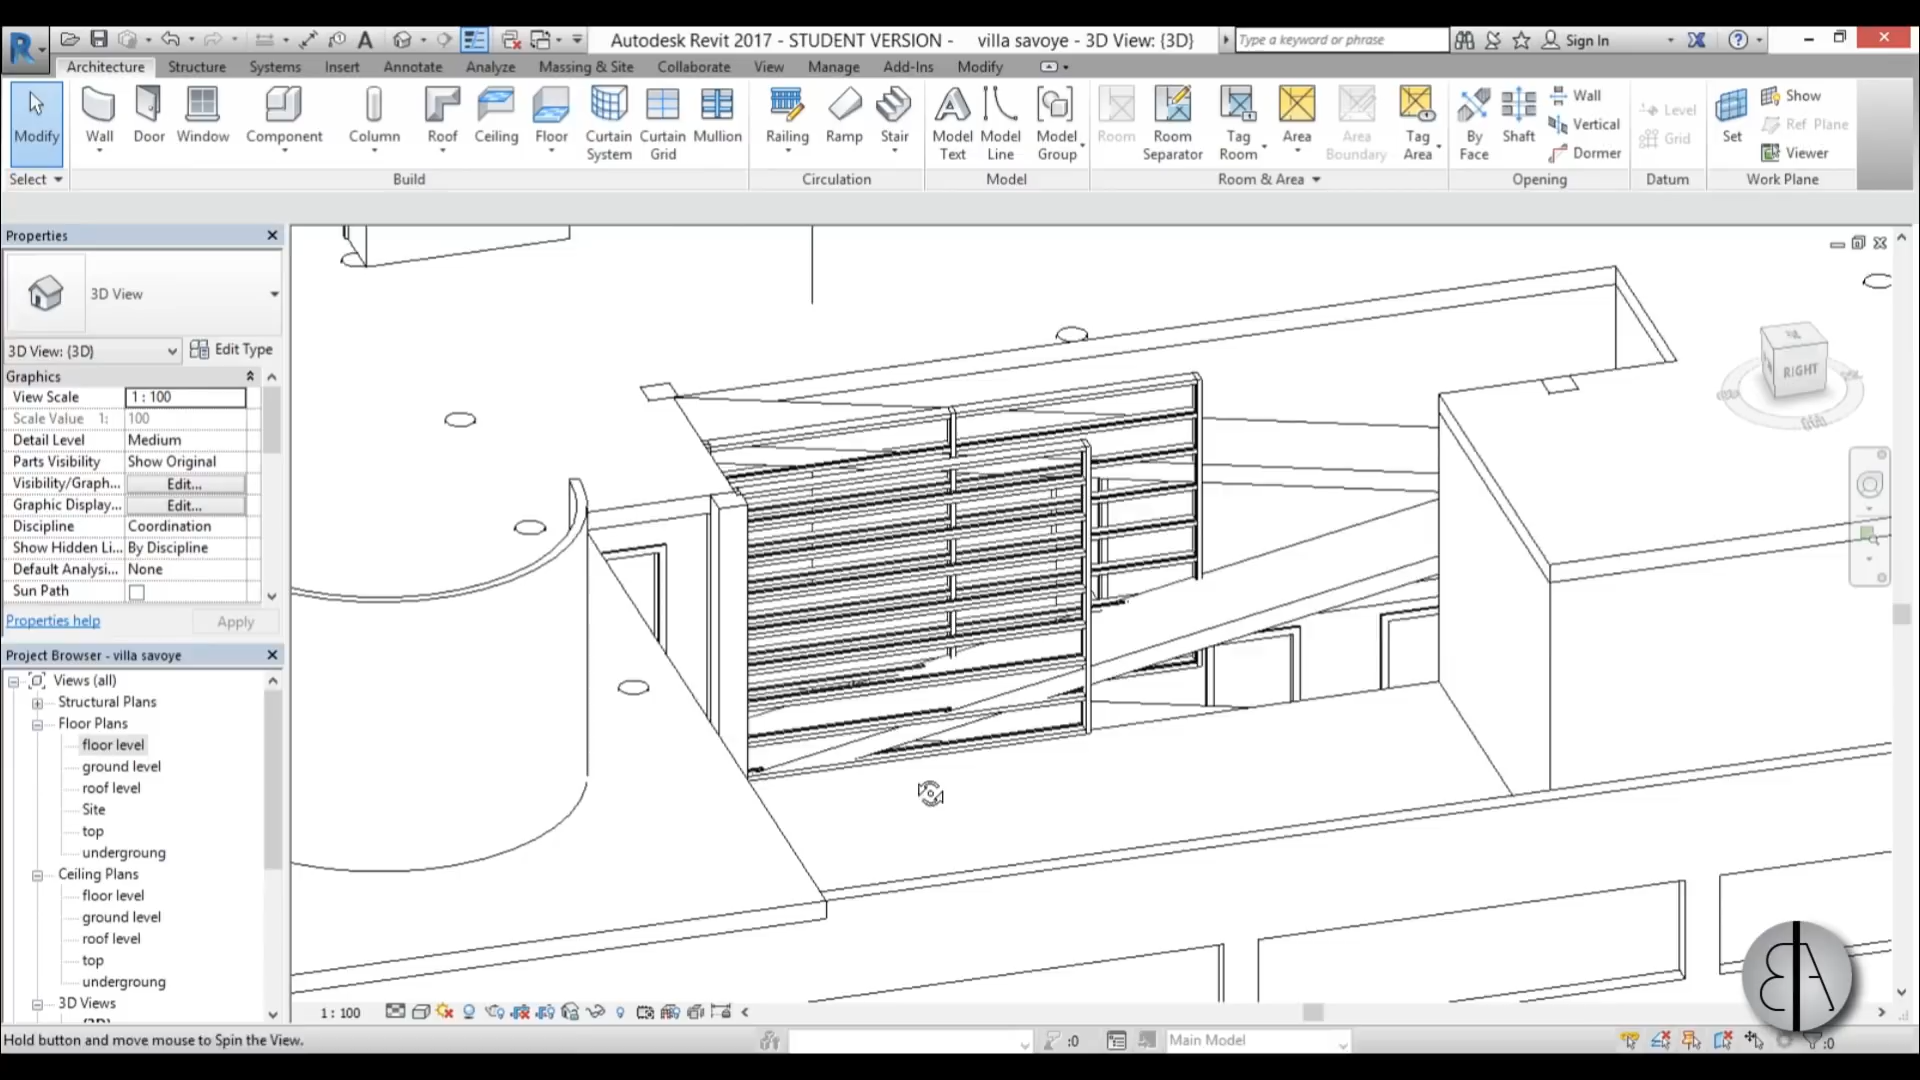 Autodesk Revit 2017 - STUDENT VERSION - villa savoye - 3D View: {3D}
Type a keyword or phrase
Sign In
Architecture Structure Systems Insert Annotate Analyze Massing & Site Collaborate View Manage Add-Ins Modify
Modify
Wall
Door
Window
Component
Column
Roof
Ceiling
Floor
Curtain System
Curtain Grid
Mullion
Railing
Ramp
Stair
Model Text
Model Line
Model Group
Room
Room Separator
Tag Room
Area
Area Boundary
Tag Area
By Face
Shaft
Wall
Vertical
Dormer
Level
Grid
Set
Show
Ref Plane
Viewer
Select
Build
Circulation
Model
Room & Area
Opening
Datum
Work Plane
Properties
3D View
3D View: {3D}
Edit Type
Graphics
View Scale 1 : 100
Scale Value 1: 100
Detail Level Medium
Parts Visibility Show Original
Visibility/Graph... Edit...
Graphic Display... Edit...
Discipline Coordination
Show Hidden Li... By Discipline
Default Analysi... None
Sun Path
Properties help
Apply
Project Browser - villa savoye
Views (all)
Structural Plans
Floor Plans
floor level
ground level
roof level
Site
top
undergroung
Ceiling Plans
floor level
ground level
roof level
top
undergroung
3D Views
RIGHT
1 : 100
Hold button and move mouse to Spin the View.
:0
Main Model
:0